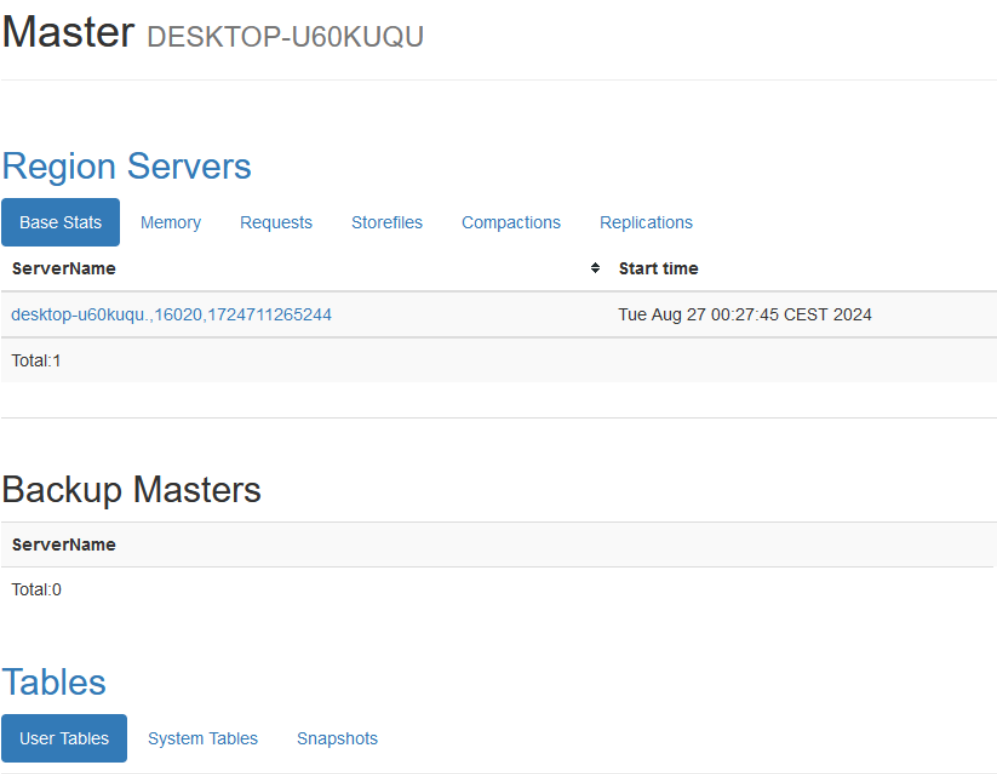 Master DESKTOP-U60KUQU
Region Servers
Base Stats Memory Requests Storefiles Compactions Replications
ServerName Start time
desktop-u60kuqu.,16020,1724711265244 Tue Aug 27 00:27:45 CEST 2024
Total:1
Backup Masters
ServerName
Total:0
Tables
User Tables System Tables Snapshots